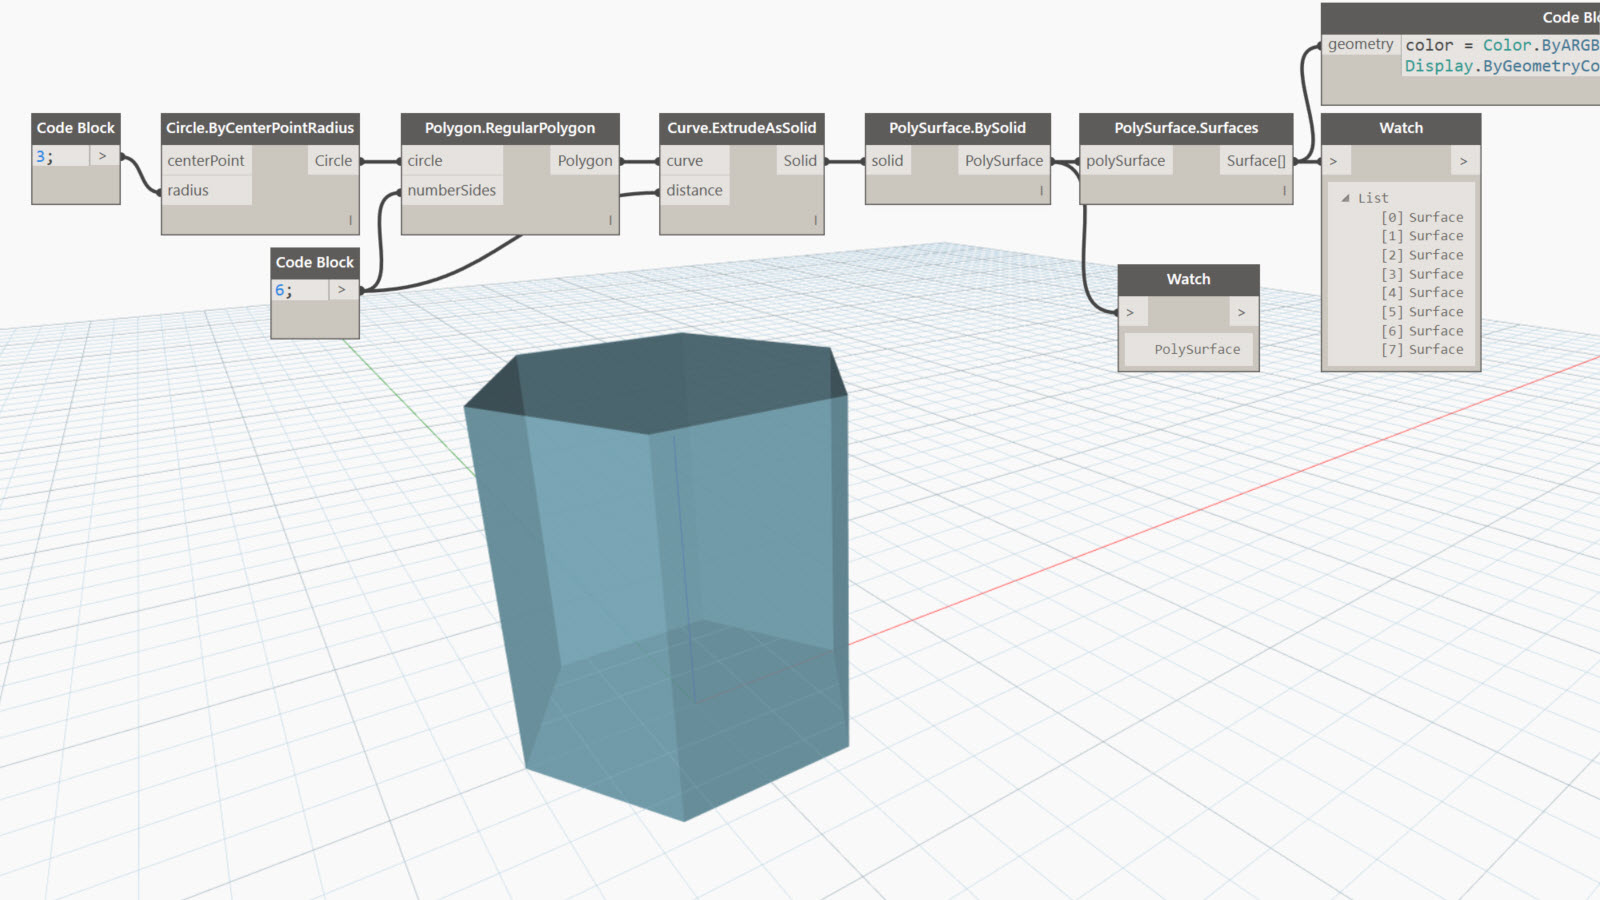 Code Blo
geometry
color = Color.ByARGB
Display.ByGeometryCo
Code Block
3;
>
Circle.ByCenterPointRadius
centerPoint
Circle
radius
Polygon.RegularPolygon
circle
Polygon
numberSides
Curve.ExtrudeAsSolid
curve
Solid
distance
PolySurface.BySolid
solid
PolySurface
PolySurface.Surfaces
polySurface
Surface[]
Watch
>
>
List
[0] Surface
[1] Surface
[2] Surface
[3] Surface
[4] Surface
[5] Surface
[6] Surface
[7] Surface
Code Block
6;
>
Watch
>
>
PolySurface